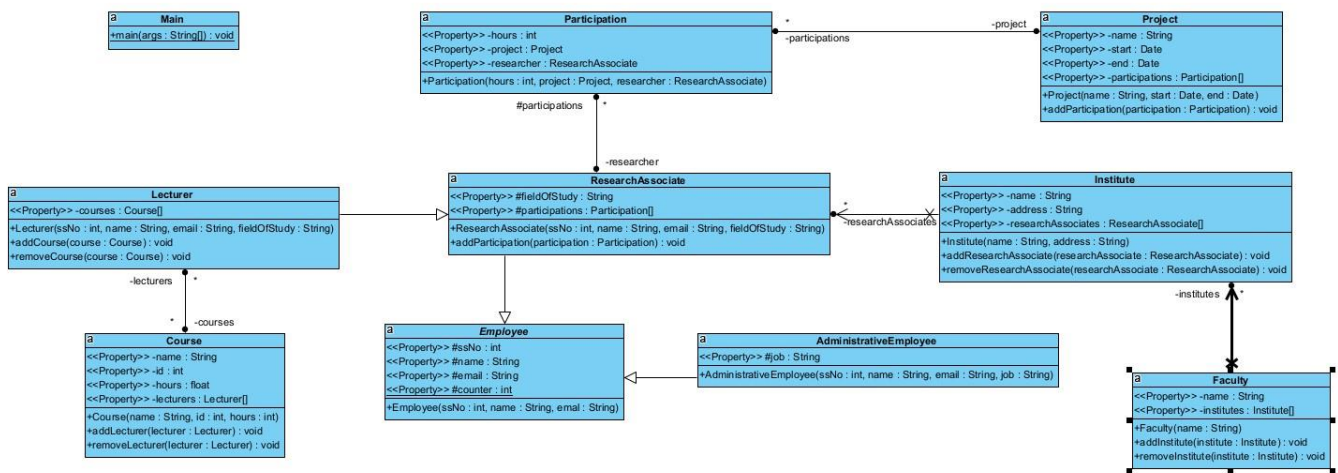 a
Main
+main(args : String[]) : void
a
Participation
<<Property>> -hours : int
<<Property>> -project : Project
<<Property>> -researcher : ResearchAssociate
+Participation(hours : int, project : Project, researcher : ResearchAssociate)
*
-participations
-project
a
Project
<<Property>> -name : String
<<Property>> -start : Date
<<Property>> -end : Date
<<Property>> -participations : Participation[]
+Project(name : String, start : Date, end : Date)
+addParticipation(participation : Participation) : void
#participations
*
-researcher
a
Lecturer
<<Property>> -courses : Course[]
+Lecturer(ssNo : int, name : String, email : String, fieldOfStudy : String)
+addCourse(course : Course) : void
+removeCourse(course : Course) : void
a
ResearchAssociate
<<Property>> #fieldOfStudy : String
<<Property>> #participations : Participation[]
+ResearchAssociate(ssNo : int, name : String, email : String, fieldOfStudy : String)
+addParticipation(participation : Participation) : void
*
-researchAssociates
a
Institute
<<Property>> -name : String
<<Property>> -address : String
<<Property>> -researchAssociates : ResearchAssociate[]
+Institute(name : String, address : String)
+addResearchAssociate(researchAssociate : ResearchAssociate) : void
+removeResearchAssociate(researchAssociate : ResearchAssociate) : void
-lecturers
*
*
-courses
-institutes
*
a
Course
<<Property>> -name : String
<<Property>> -id : int
<<Property>> -hours : float
<<Property>> -lecturers : Lecturer[]
+Course(name : String, id : int, hours : int)
+addLecturer(lecturer : Lecturer) : void
+removeLecturer(lecturer : Lecturer) : void
a
Employee
<<Property>> #ssNo : int
<<Property>> #name : String
<<Property>> #email : String
<<Property>> #counter : int
+Employee(ssNo : int, name : String, emal : String)
a
AdministrativeEmployee
<<Property>> #job : String
+AdministrativeEmployee(ssNo : int, name : String, email : String, job : String)
a
Faculty
<<Property>> -name : String
<<Property>> -institutes : Institute[]
+Faculty(name : String)
+addInstitute(institute : Institute) : void
+removeInstitute(institute : Institute) : void